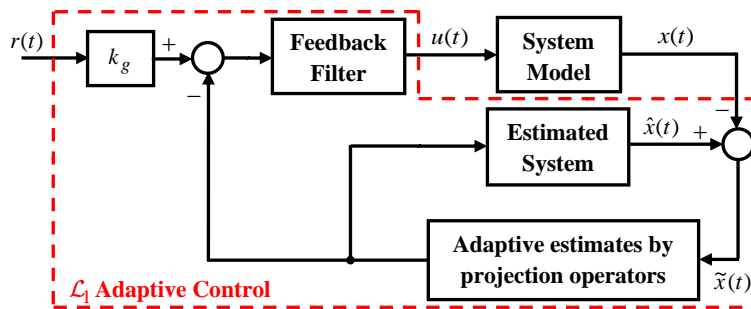 r(t)
k_g
+
−
Feedback
Filter
u(t)
System
Model
x(t)
−
Estimated
System
x̂(t)
+
Adaptive estimates by
projection operators
x̃(t)
ℒ₁ Adaptive Control